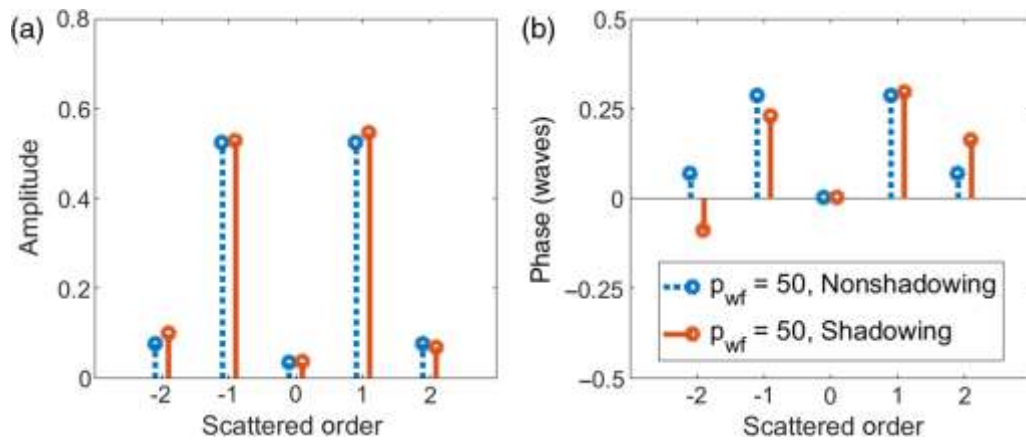 (a)
0.8
0.6
0.4
0.2
0
Amplitude
-2 -1 0 1 2
Scattered order
(b)
0.5
0.25
0
−0.25
−0.5
Phase (waves)
p_wf = 50, Nonshadowing
p_wf = 50, Shadowing
-2 -1 0 1 2
Scattered order